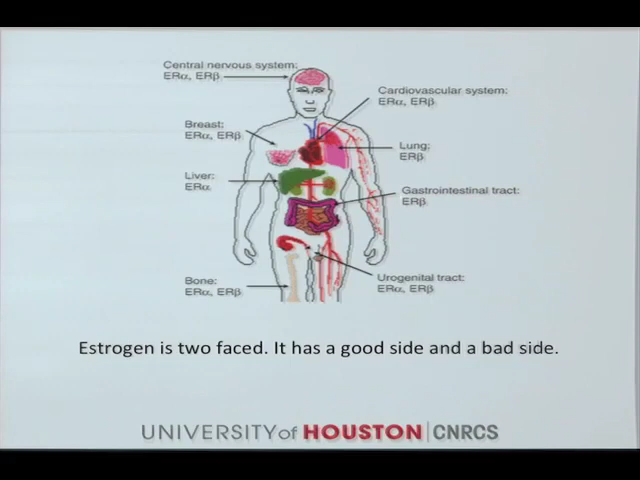 Central nervous system:
ERα, ERβ
Cardiovascular system:
ERα, ERβ
Breast:
ERα, ERβ
Lung:
ERβ
Liver:
ERα
Gastrointestinal tract:
ERβ
Bone:
ERα, ERβ
Urogenital tract:
ERα, ERβ
Estrogen is two faced. It has a good side and a bad side.
UNIVERSITY of HOUSTON | CNRCS